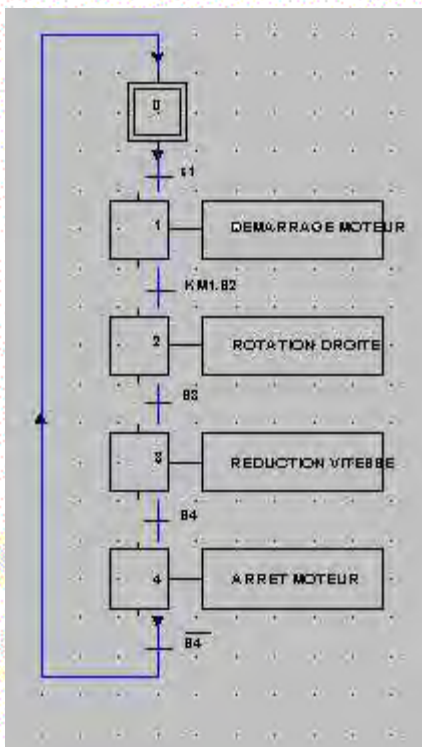 0
s1
1 DEMARRAGE MOTEUR
KM1.B2
2 ROTATION DROITE
B3
3 REDUCTION VITESSE
B4
4 ARRET MOTEUR
B4